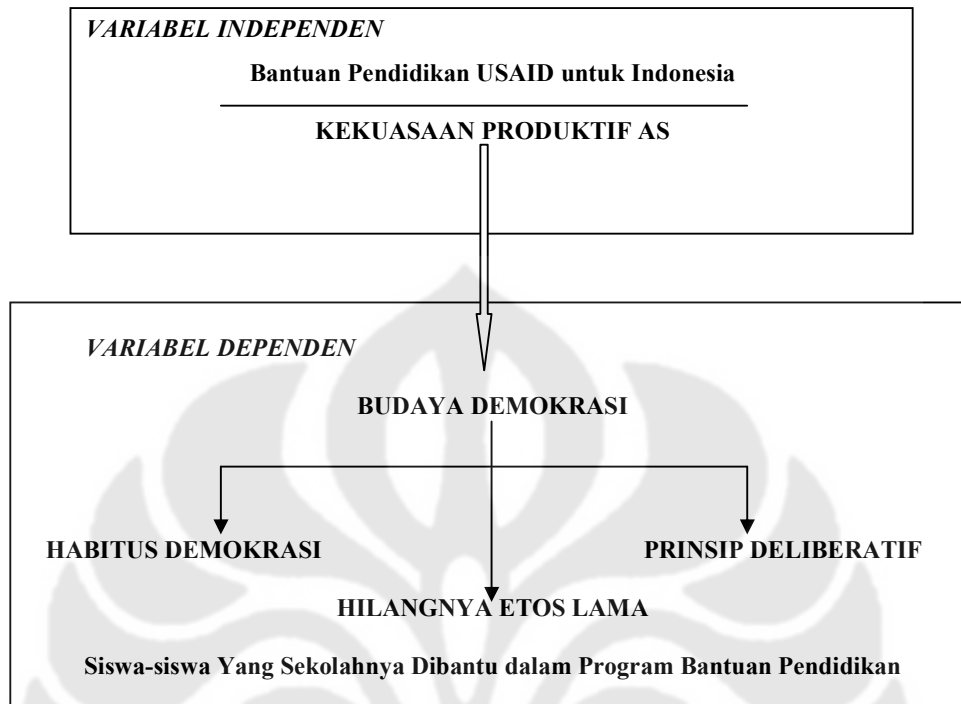 VARIABEL INDEPENDEN
Bantuan Pendidikan USAID untuk Indonesia
KEKUASAAN PRODUKTIF AS
VARIABEL DEPENDEN
BUDAYA DEMOKRASI
HABITUS DEMOKRASI
PRINSIP DELIBERATIF
HILANGNYA ETOS LAMA
Siswa-siswa Yang Sekolahnya Dibantu dalam Program Bantuan Pendidikan